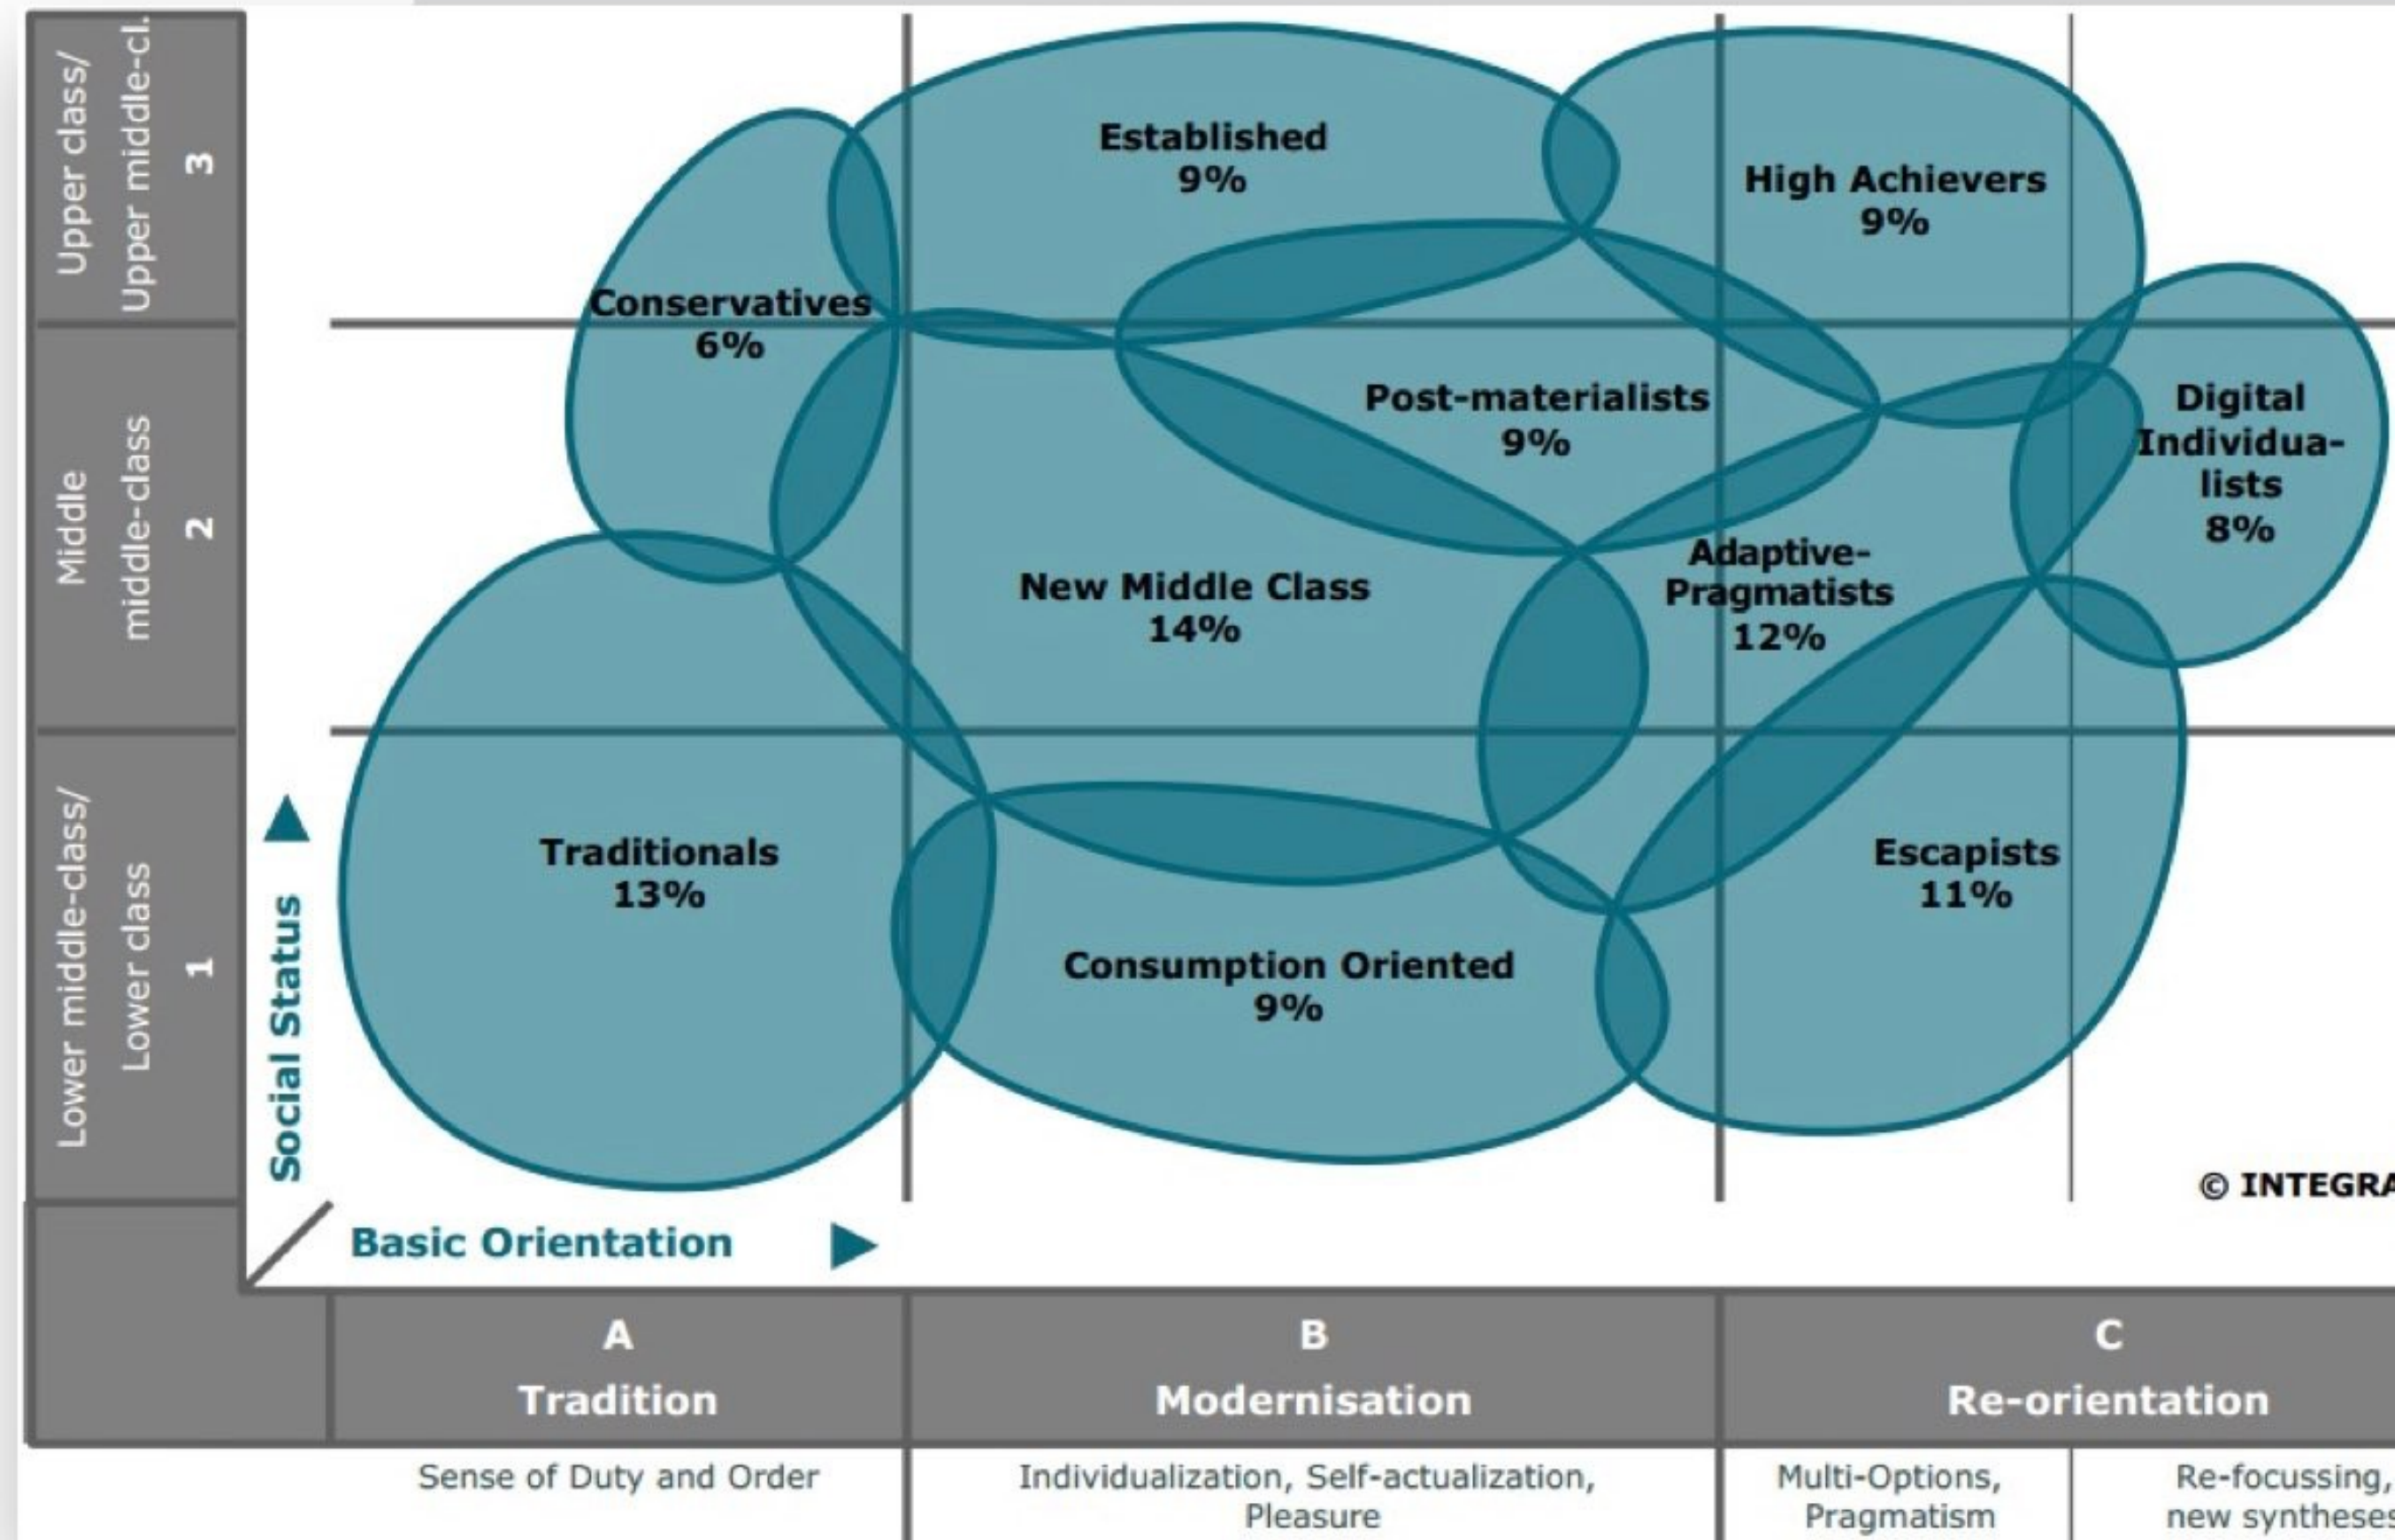 Upper class/
Upper middle-cl.
3
Middle
middle-class
2
Lower middle-class/
Lower class
1
Social Status
Established
9%
High Achievers
9%
Conservatives
6%
Post-materialists
9%
Digital
Individua-
lists
8%
New Middle Class
14%
Adaptive-
Pragmatists
12%
Traditionals
13%
Escapists
11%
Consumption Oriented
9%
© INTEGRA
Basic Orientation
A
Tradition
B
Modernisation
C
Re-orientation
Sense of Duty and Order
Individualization, Self-actualization,
Pleasure
Multi-Options,
Pragmatism
Re-focussing,
new syntheses